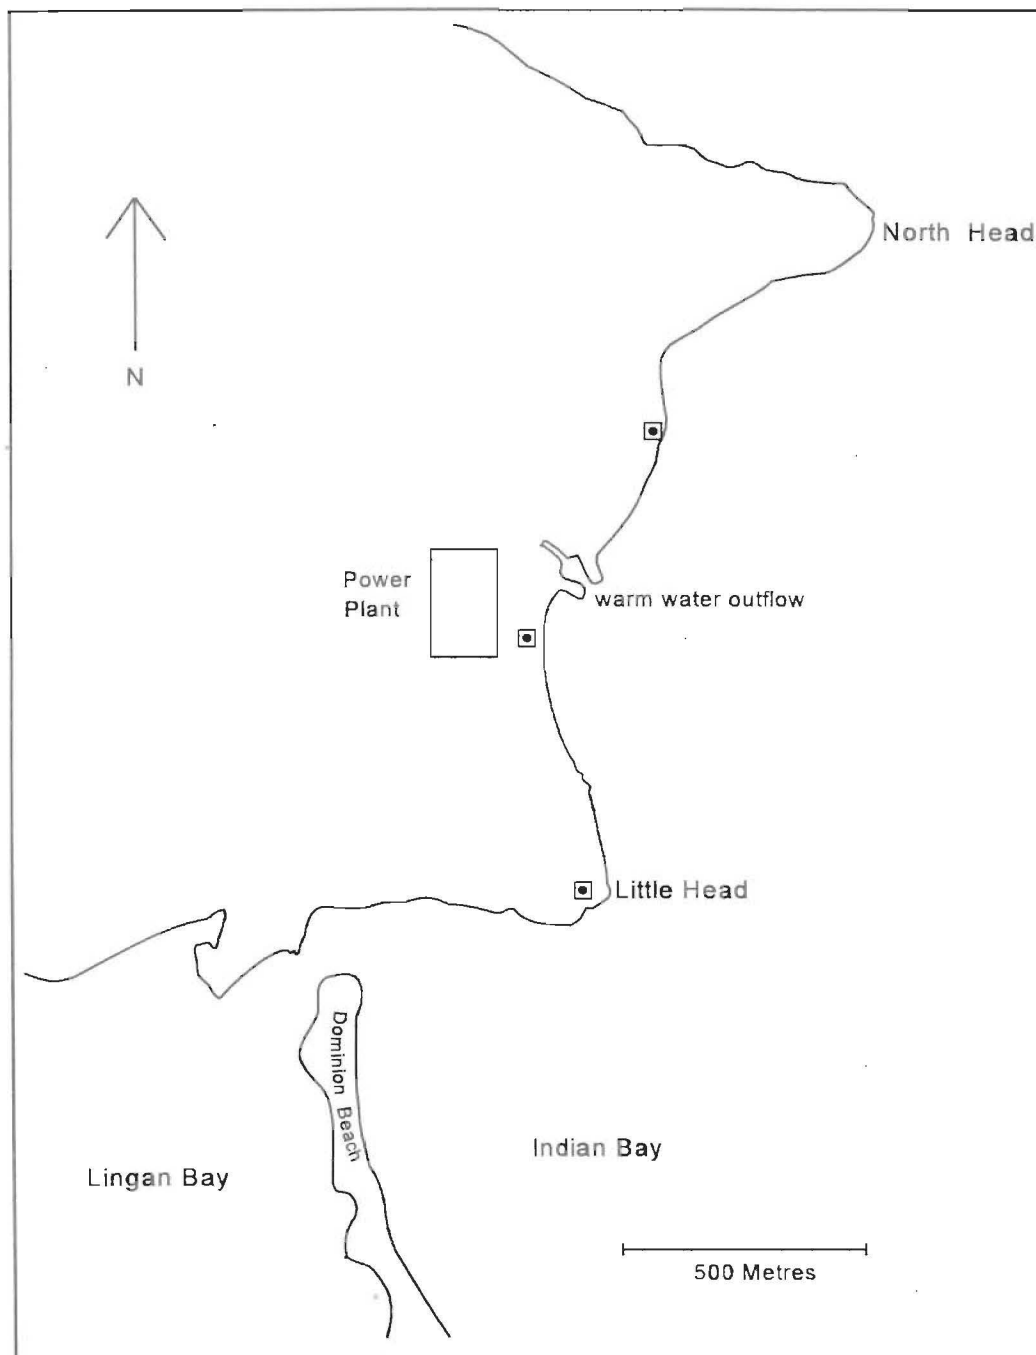 North Head
N
Power
Plant
warm water outflow
Little Head
Dominion Beach
Indian Bay
Lingan Bay
500 Metres